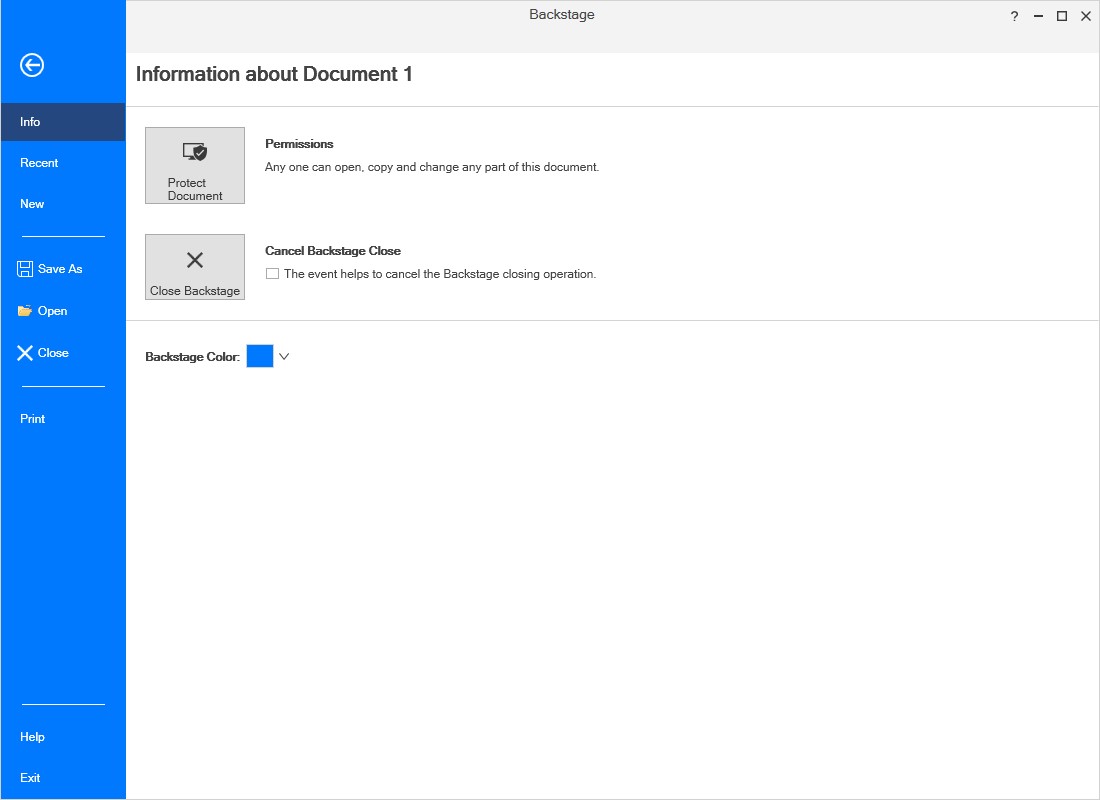 Backstage
?
Information about Document 1
Info
Recent
New
Save As
Open
Close
Print
Help
Exit
Protect
Document
Permissions
Any one can open, copy and change any part of this document.
Close Backstage
Cancel Backstage Close
The event helps to cancel the Backstage closing operation.
Backstage Color: